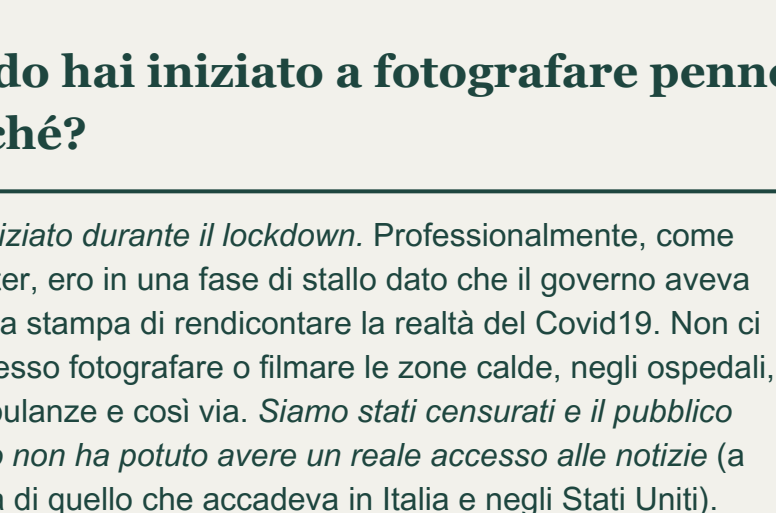 do hai iniziato a fotografare penn
ché?
iziato durante il lockdown. Professionalmente, come
ter, ero in una fase di stallo dato che il governo aveva
a stampa di rendicontare la realtà del Covid19. Non ci
esso fotografare o filmare le zone calde, negli ospedali,
bulanze e così via. Siamo stati censurati e il pubblico
o non ha potuto avere un reale accesso alle notizie (a
a di quello che accadeva in Italia e negli Stati Uniti).